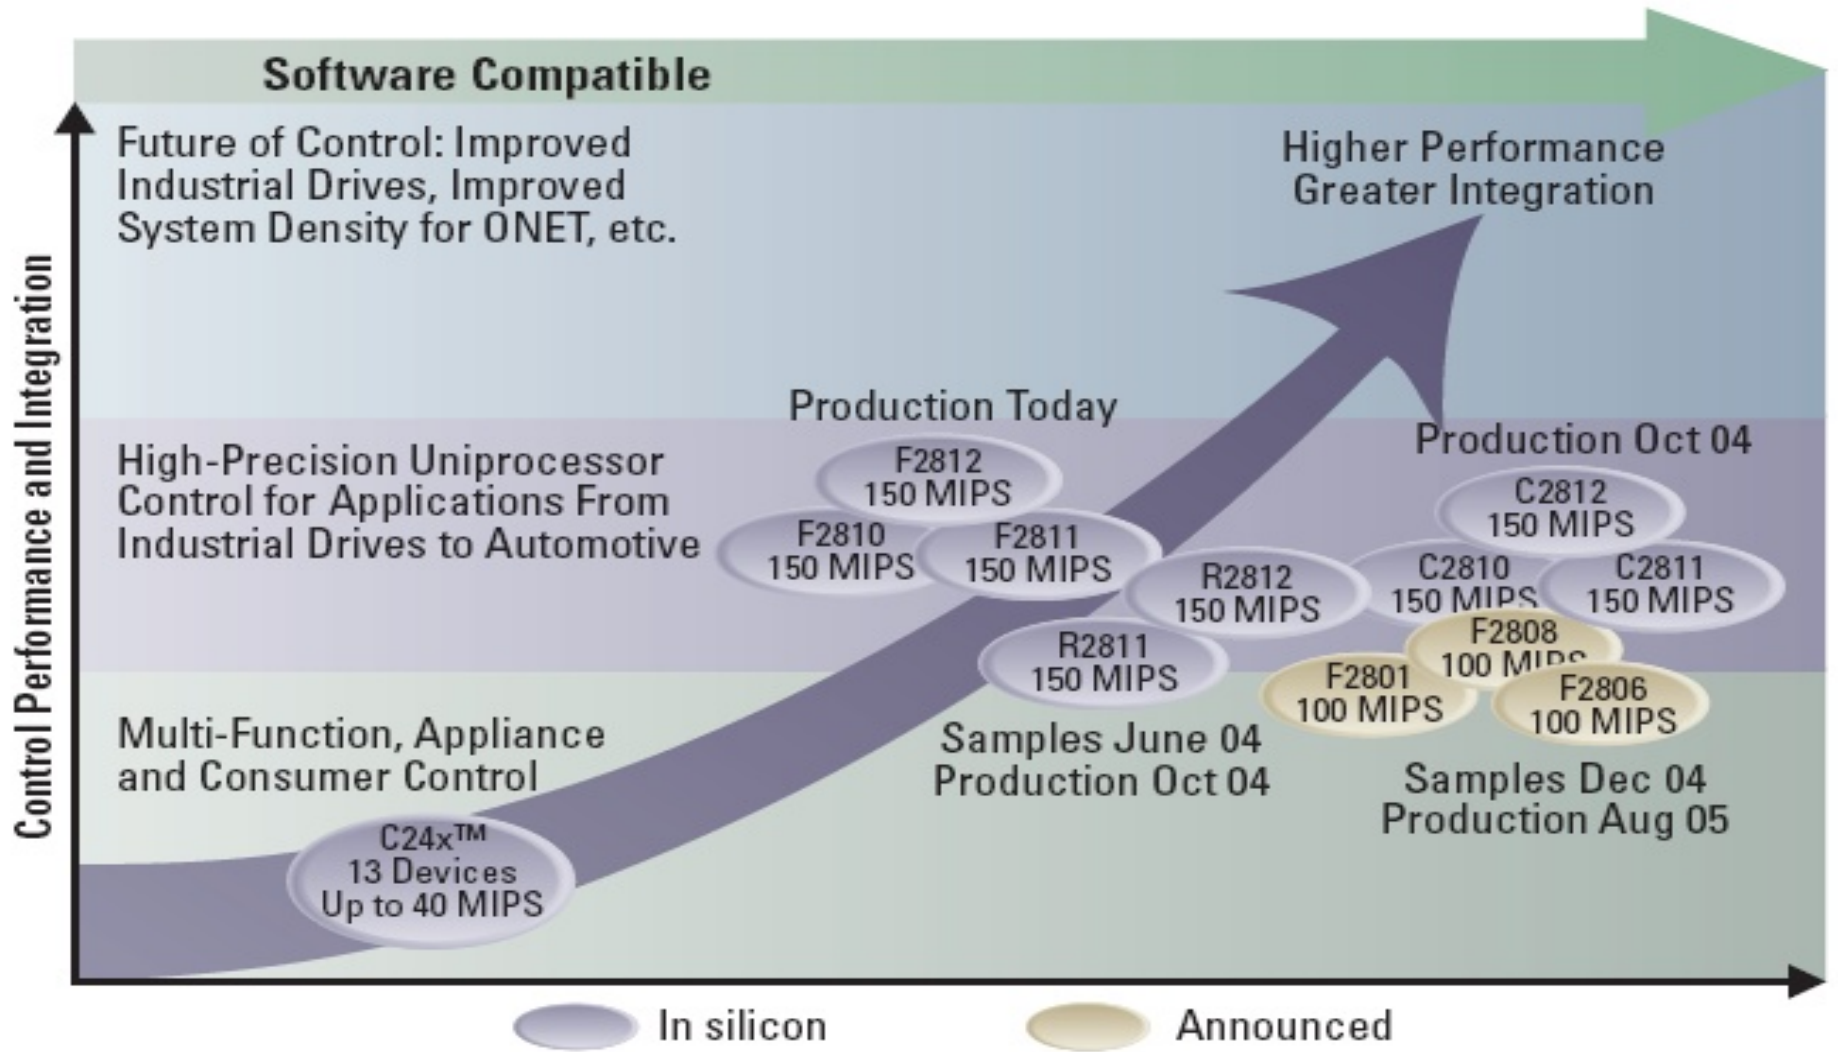 Software Compatible
Future of Control: Improved
Industrial Drives, Improved
System Density for ONET, etc.
Higher Performance
Greater Integration
Control Performance and Integration
Production Today
High-Precision Uniprocessor
Control for Applications From
Industrial Drives to Automotive
F2812
150 MIPS
F2810
150 MIPS
F2811
150 MIPS
R2812
150 MIPS
R2811
150 MIPS
Samples June 04
Production Oct 04
Production Oct 04
C2812
150 MIPS
C2810
150 MIPS
C2811
150 MIPS
F2808
100 MIPS
F2801
100 MIPS
F2806
100 MIPS
Samples Dec 04
Production Aug 05
Multi-Function, Appliance
and Consumer Control
C24x™
13 Devices
Up to 40 MIPS
In silicon
Announced